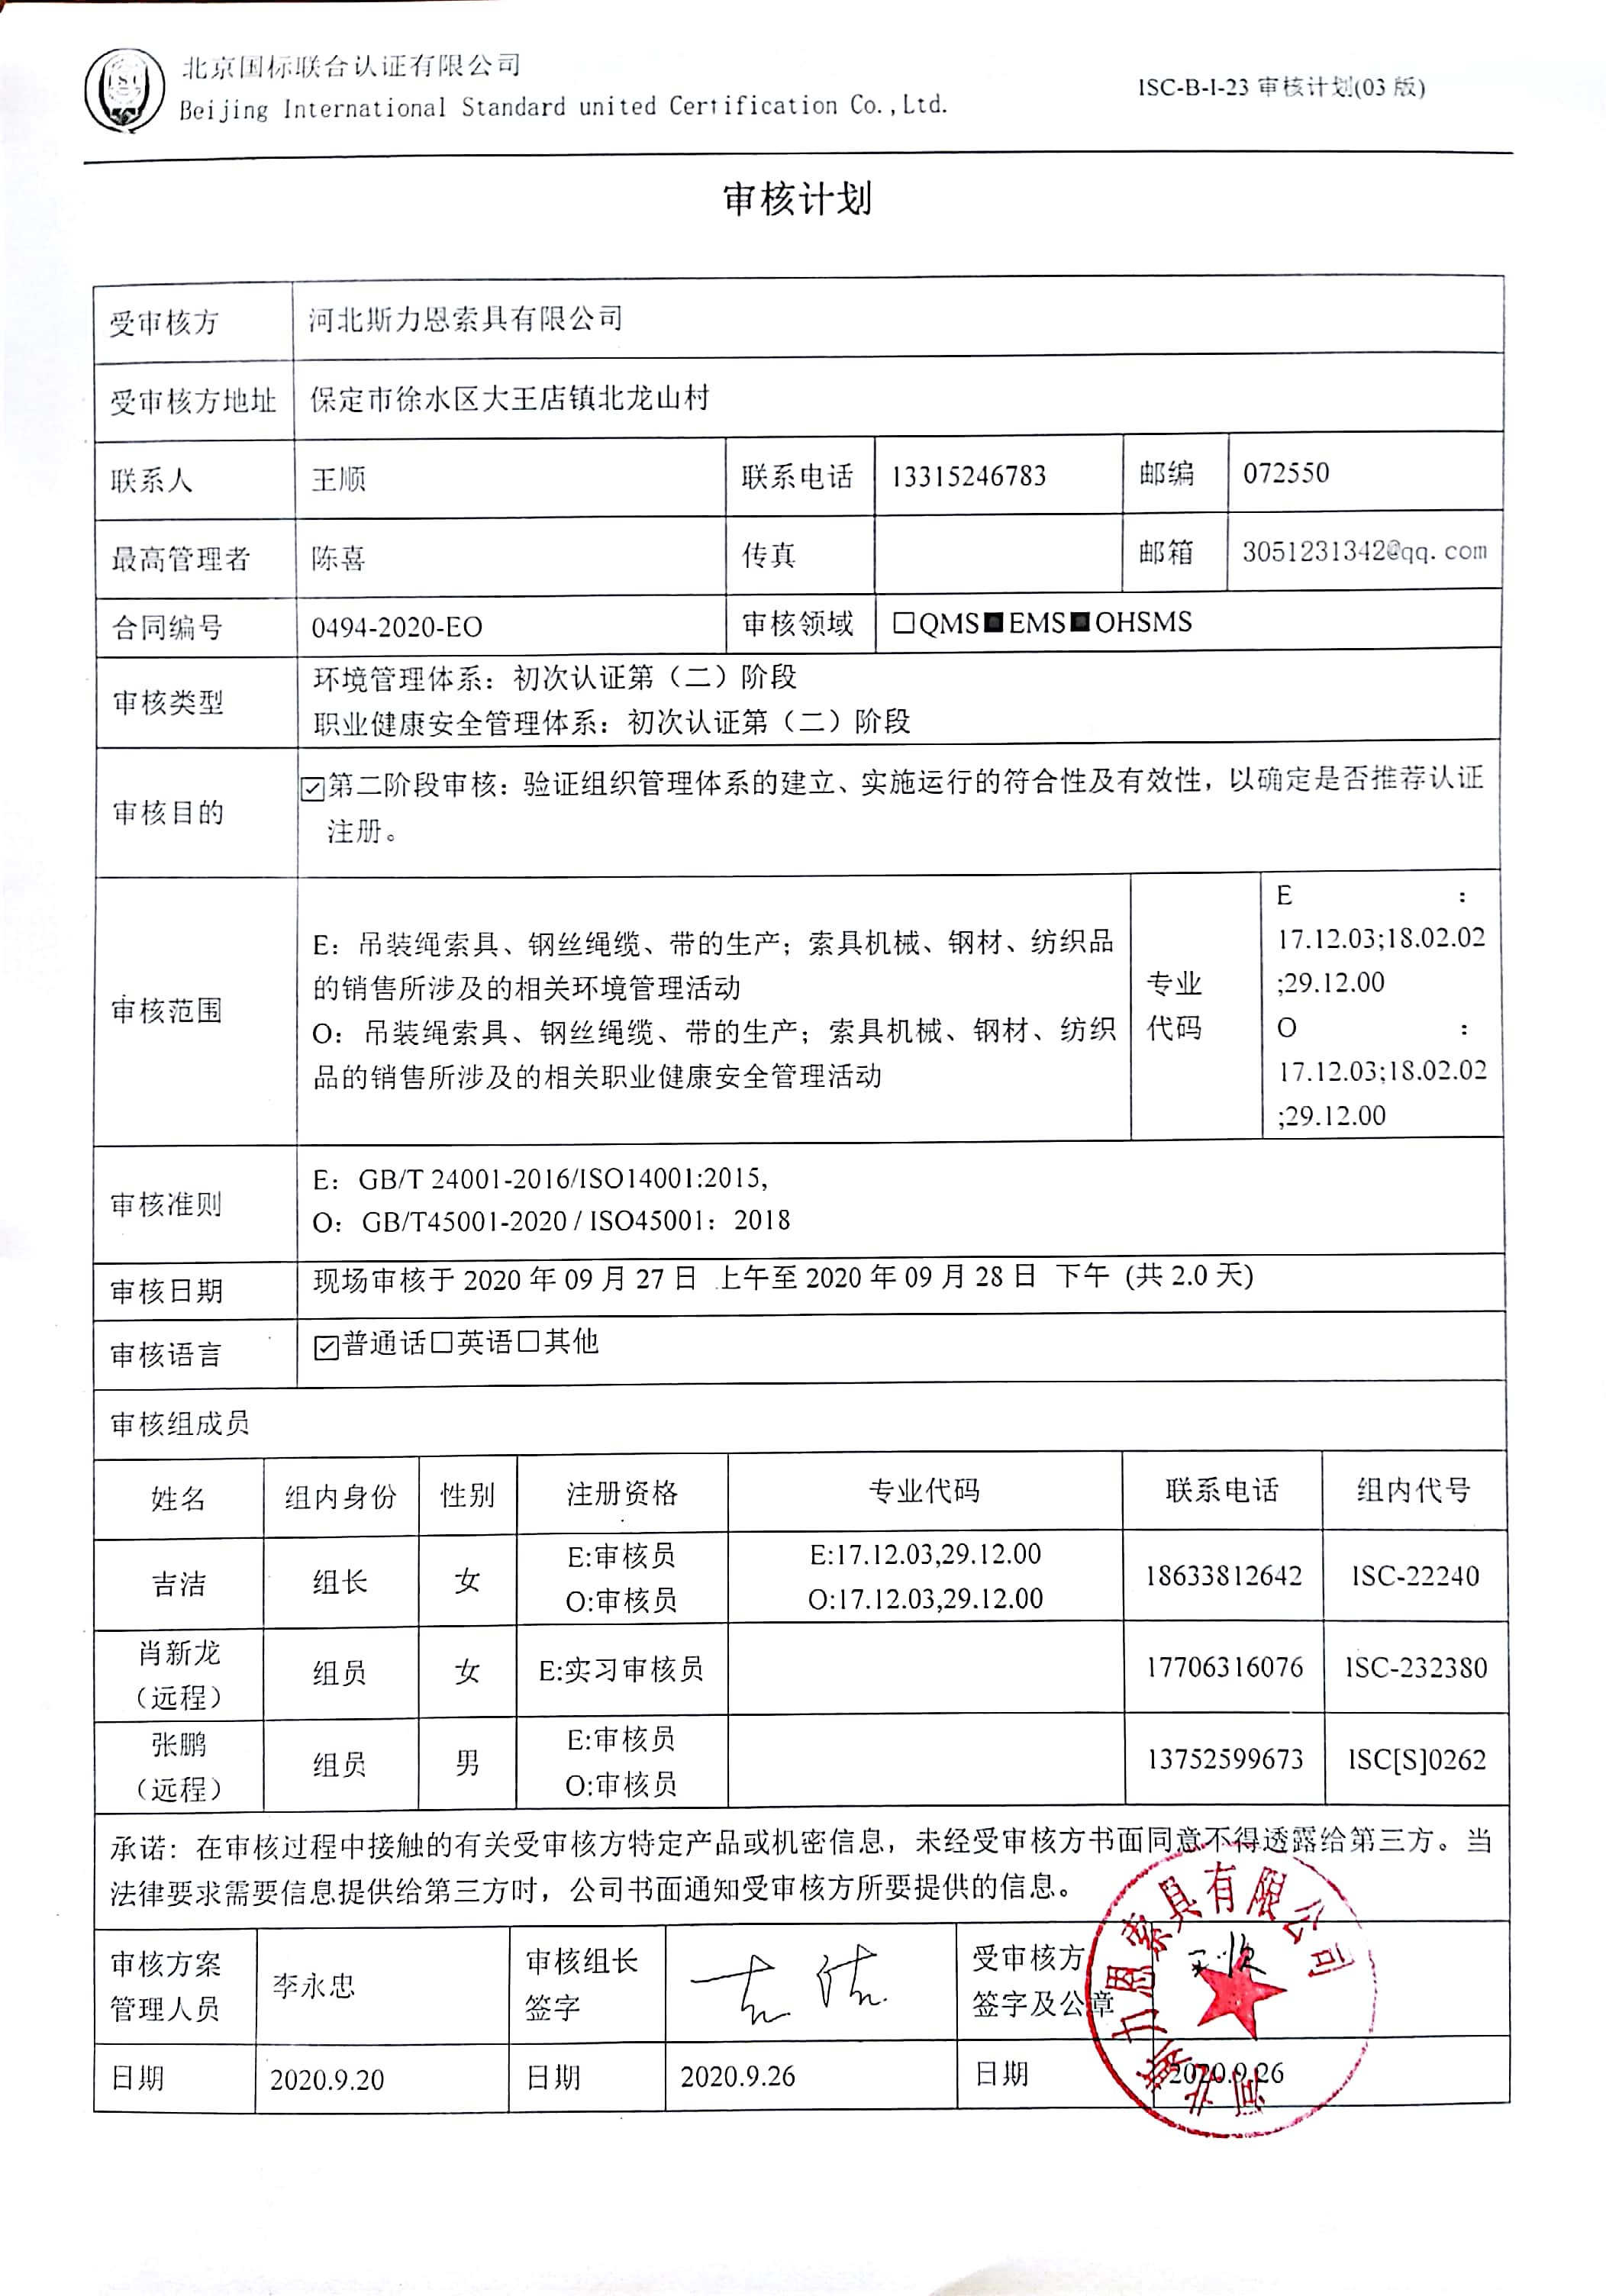 北京国标联合认证有限公司
Beijing International Standard united Certification Co.,Ltd.
ISC-B-I-23 审核计划(03 版)
审核计划
受审核方 河北斯力恩索具有限公司
受审核方地址 保定市徐水区大王店镇北龙山村
联系人 王顺 联系电话 13315246783 邮编 072550
最高管理者 陈喜 传真 邮箱 3051231342@qq.com
合同编号 0494-2020-EO 审核领域 □QMS■EMS■OHSMS
审核类型
环境管理体系：初次认证第（二）阶段
职业健康安全管理体系：初次认证第（二）阶段
审核目的
☑第二阶段审核：验证组织管理体系的建立、实施运行的符合性及有效性，以确定是否推荐认证
注册。
审核范围
E：吊装绳索具、钢丝绳缆、带的生产；索具机械、钢材、纺织品
的销售所涉及的相关环境管理活动
O：吊装绳索具、钢丝绳缆、带的生产；索具机械、钢材、纺织
品的销售所涉及的相关职业健康安全管理活动
专业
代码
E ：
17.12.03;18.02.02
;29.12.00
O ：
17.12.03;18.02.02
;29.12.00
审核准则
E：GB/T 24001-2016/ISO14001:2015,
O：GB/T45001-2020 / ISO45001：2018
审核日期 现场审核于 2020 年 09 月 27 日 上午至 2020 年 09 月 28 日 下午 (共 2.0 天)
审核语言 ☑普通话□英语□其他
审核组成员
姓名 组内身份 性别 注册资格 专业代码 联系电话 组内代号
吉洁 组长 女 E:审核员 E:17.12.03,29.12.00 18633812642 ISC-22240
O:审核员 O:17.12.03,29.12.00
肖新龙 组员 女 E:实习审核员 17706316076 ISC-232380
（远程）
张鹏 组员 男 E:审核员 13752599673 ISC[S]0262
（远程） O:审核员
承诺：在审核过程中接触的有关受审核方特定产品或机密信息，未经受审核方书面同意不得透露给第三方。当
法律要求需要信息提供给第三方时，公司书面通知受审核方所要提供的信息。
审核方案
管理人员
李永忠
审核组长
签字
吉洁
受审核方
签字及公章
王顺
河北斯力恩索具有限公司
日期 2020.9.20 日期 2020.9.26 日期 2020.9.26